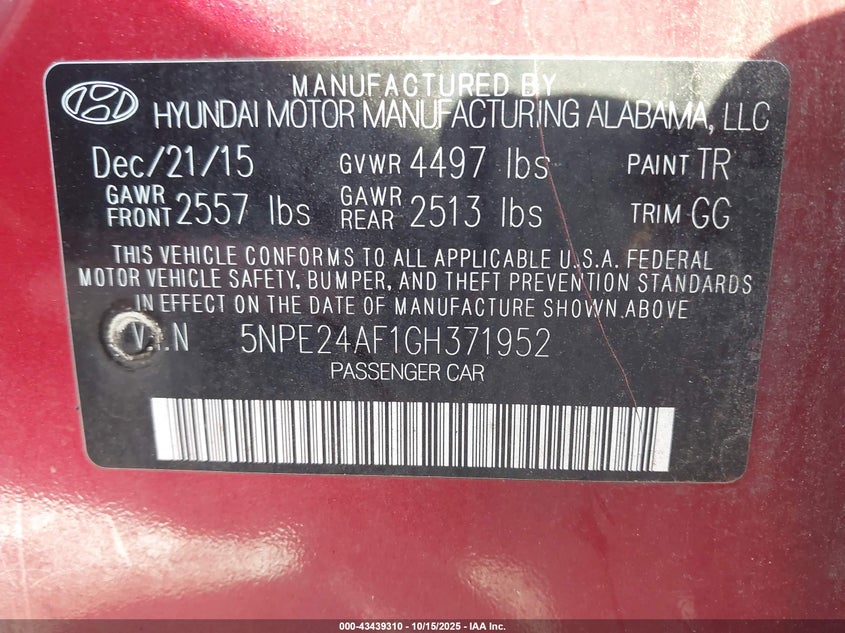 MANUFACTURED BY
HYUNDAI MOTOR MANUFACTURING ALABAMA, LLC
Dec/21/15 GVWR 4497 lbs PAINT TR
GAWR FRONT 2557 lbs GAWR REAR 2513 lbs TRIM GG
THIS VEHICLE CONFORMS TO ALL APPLICABLE U.S.A. FEDERAL
MOTOR VEHICLE SAFETY, BUMPER, AND THEFT PREVENTION STANDARDS
IN EFFECT ON THE DATE OF MANUFACTURE SHOWN ABOVE
V.I.N 5NPE24AF1GH371952
PASSENGER CAR
000-43439310 | 10/15/2025 - IAA Inc.